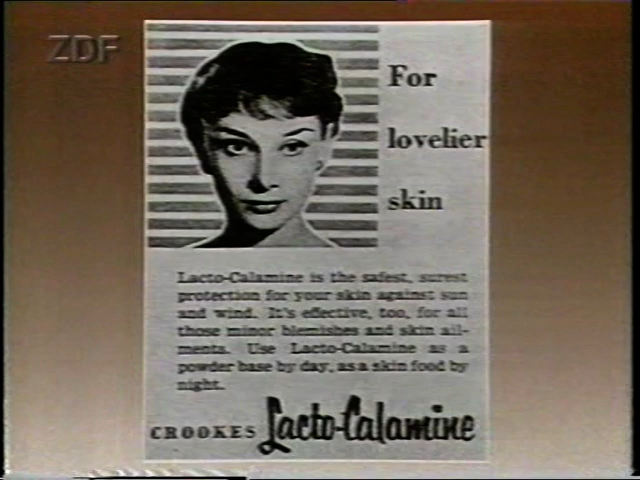 ZDF
For
lovelier
skin
Lacto-Calamine is the safest, surest
protection for your skin against sun
and wind. It's effective, too, for all
those minor blemishes and skin ail-
ments. Use Lacto-Calamine as a
powder base by day, as a skin food by
night.
CROOKES Lacto-Calamine